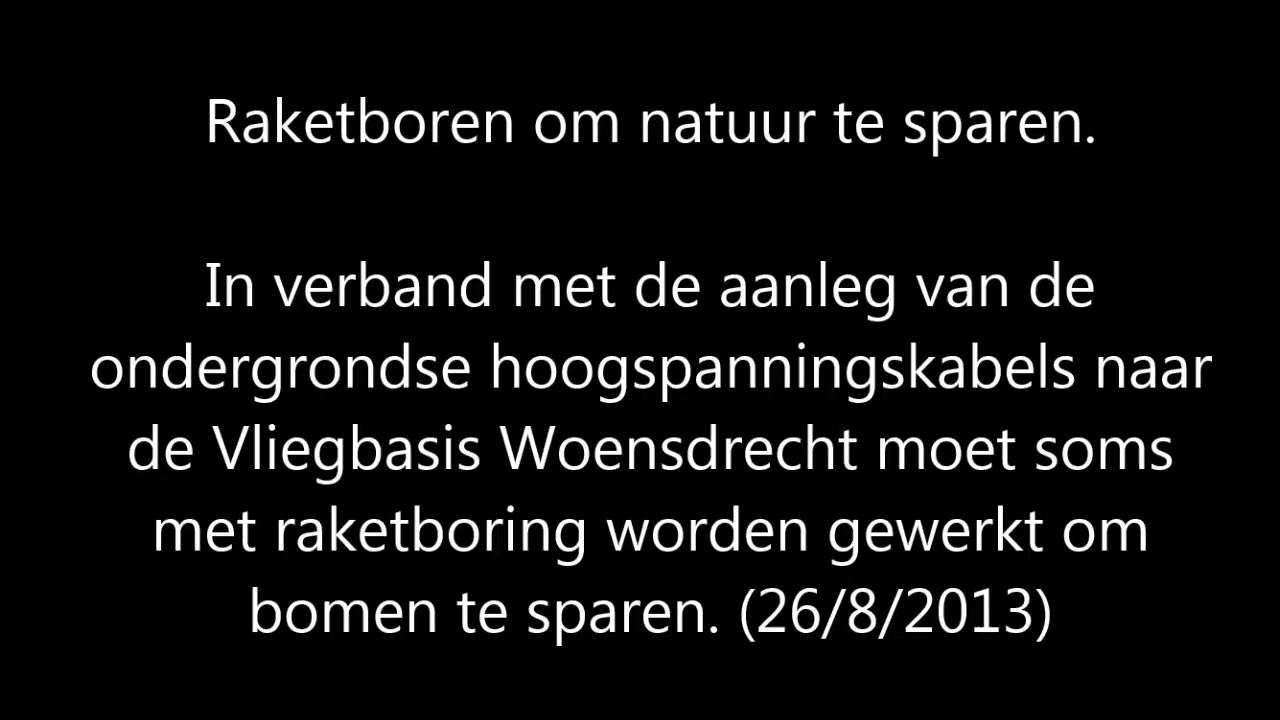 Raketboren om natuur te sparen.
In verband met de aanleg van de
ondergrondse hoogspanningskabels naar
de Vliegbasis Woensdrecht moet soms
met raketboring worden gewerkt om
bomen te sparen. (26/8/2013)